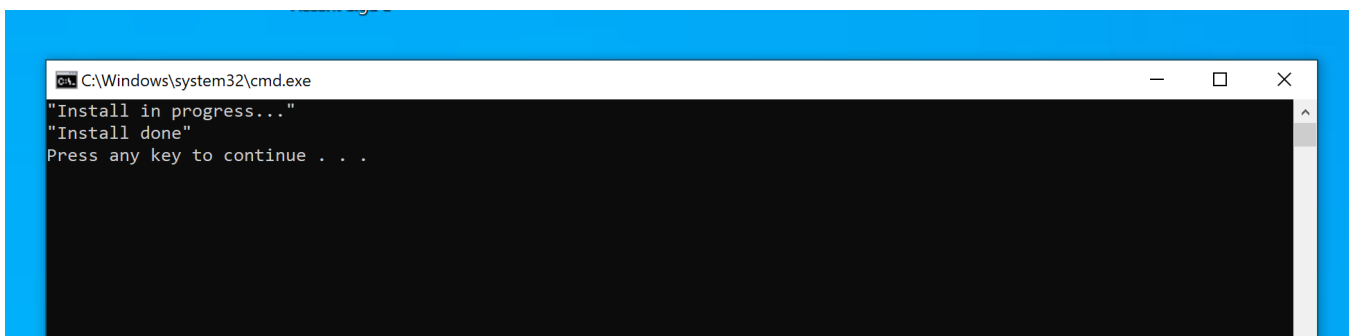 C:\Windows\system32\cmd.exe
"Install in progress..."
"Install done"
Press any key to continue . . .